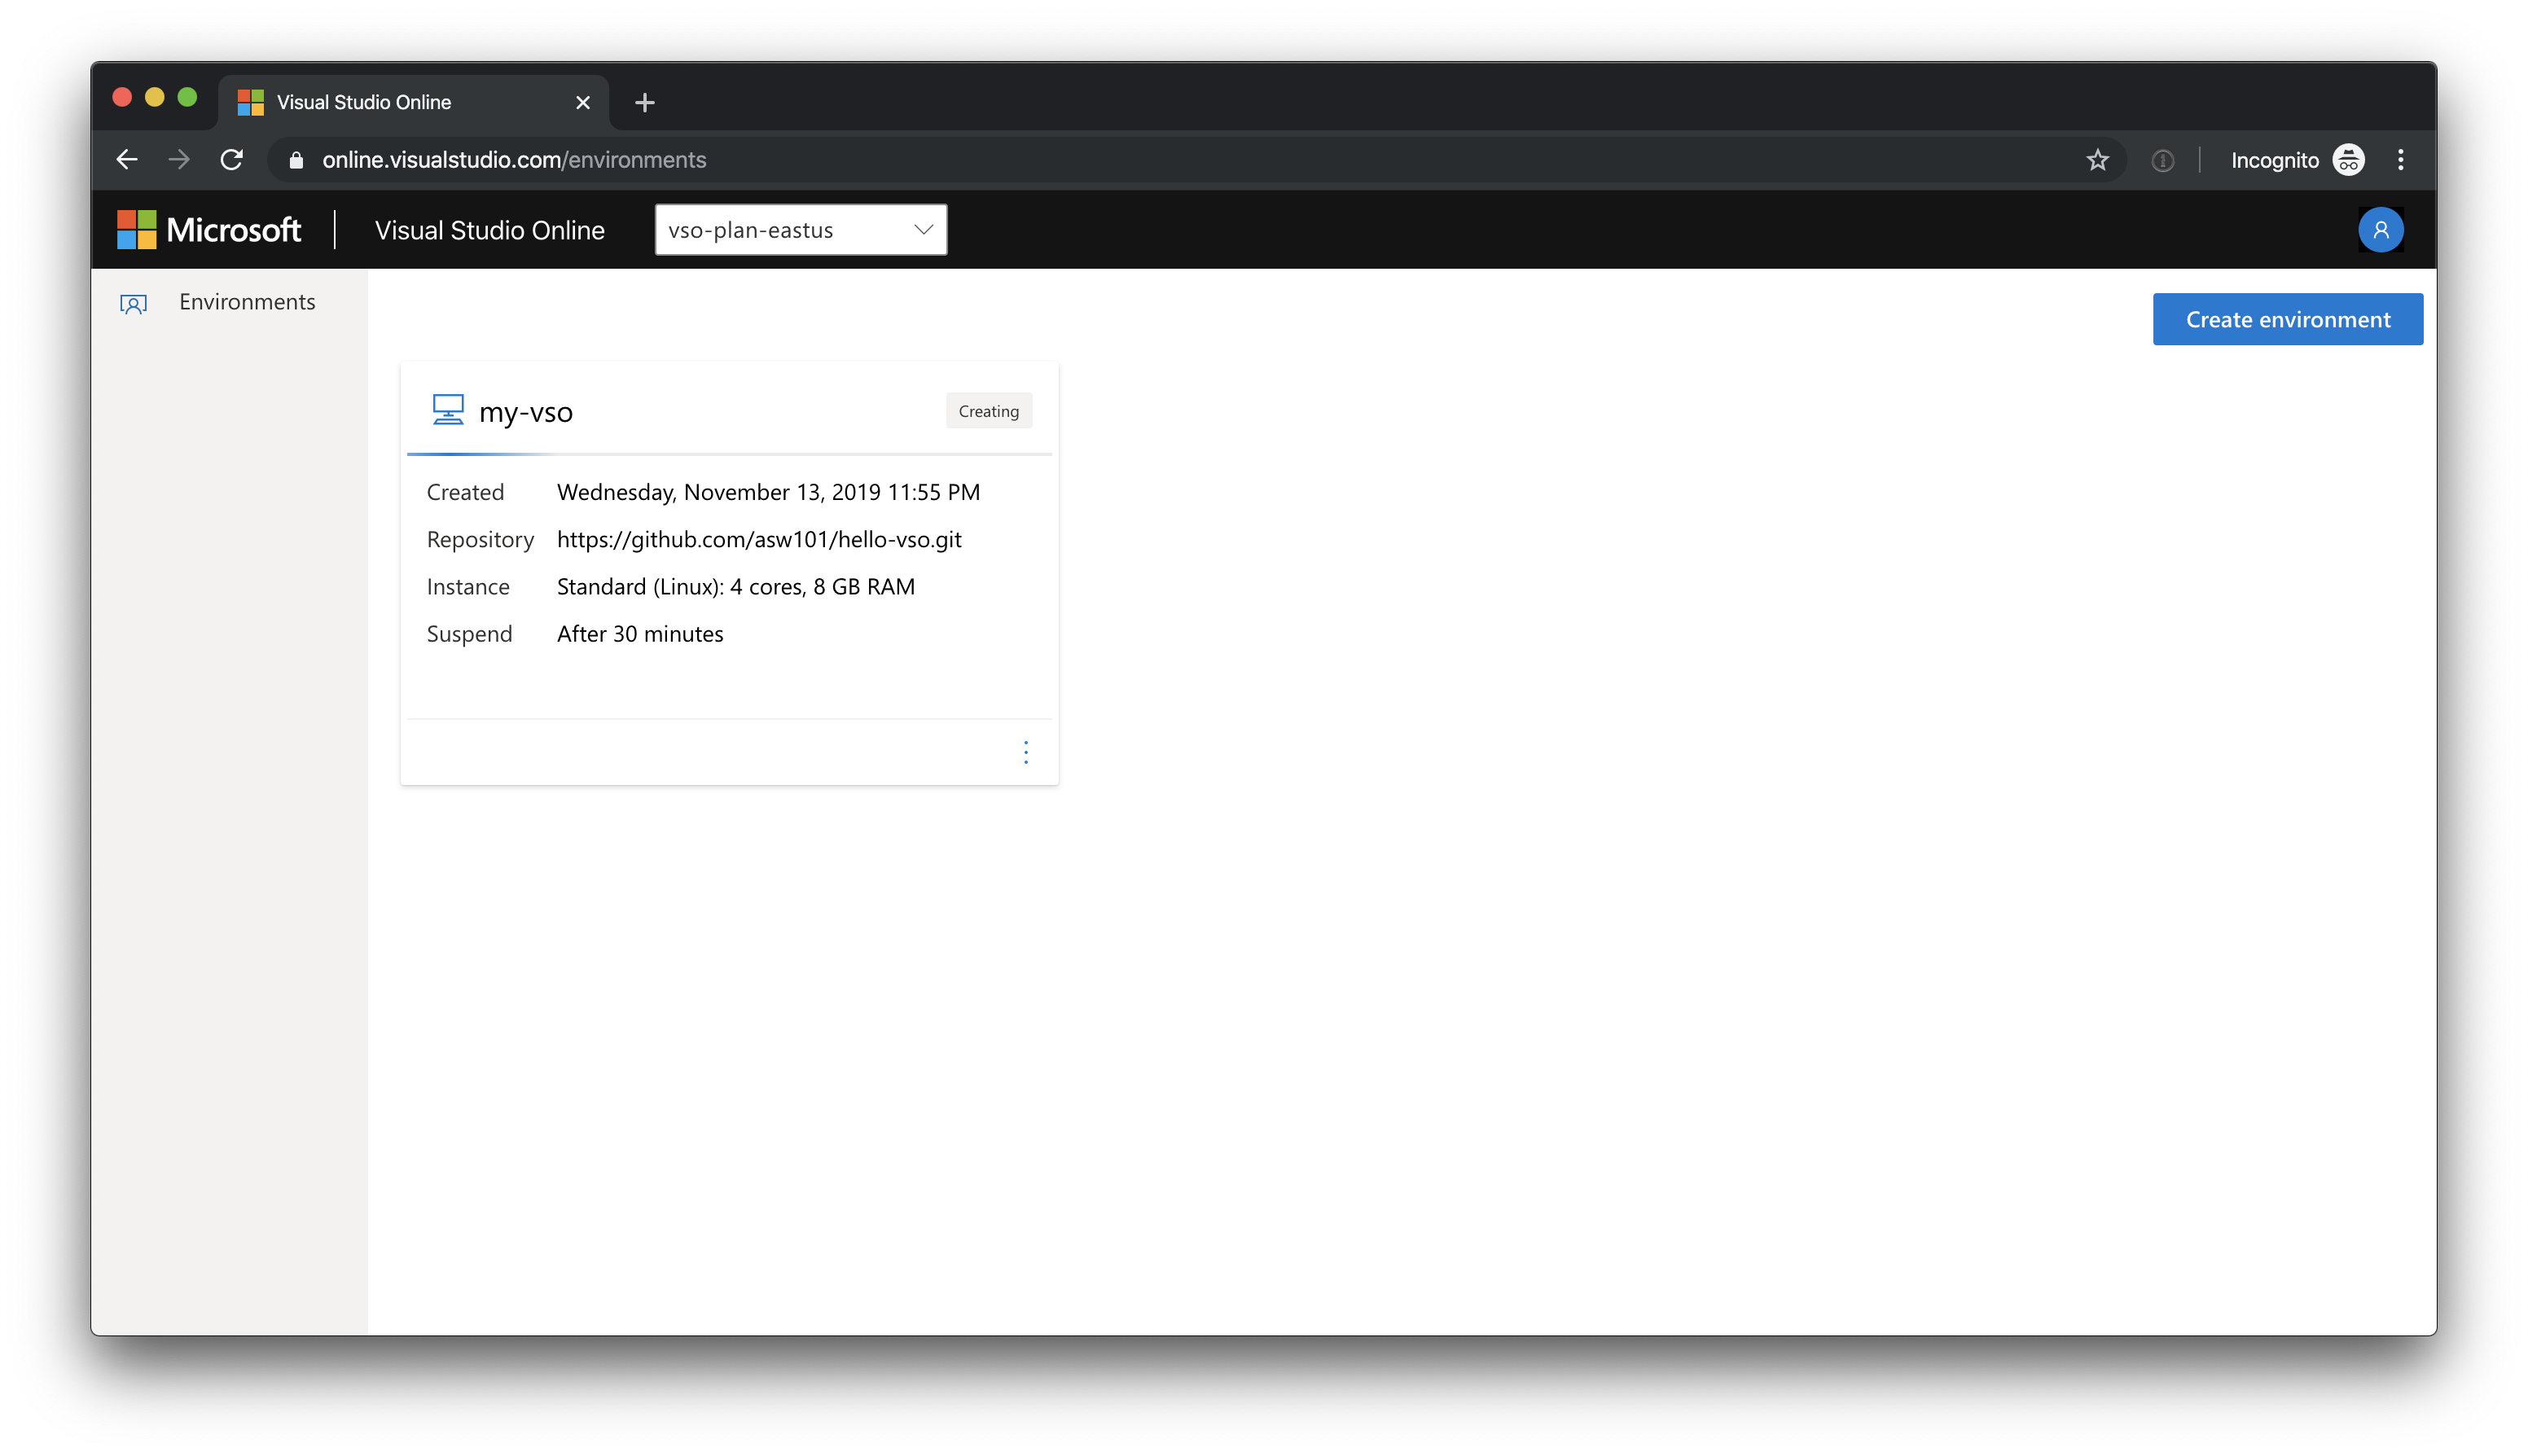 Visual Studio Online
online.visualstudio.com/environments
Incognito
Microsoft
Visual Studio Online
vso-plan-eastus
Environments
Create environment
my-vso
Creating
Created Wednesday, November 13, 2019 11:55 PM
Repository https://github.com/asw101/hello-vso.git
Instance Standard (Linux): 4 cores, 8 GB RAM
Suspend After 30 minutes